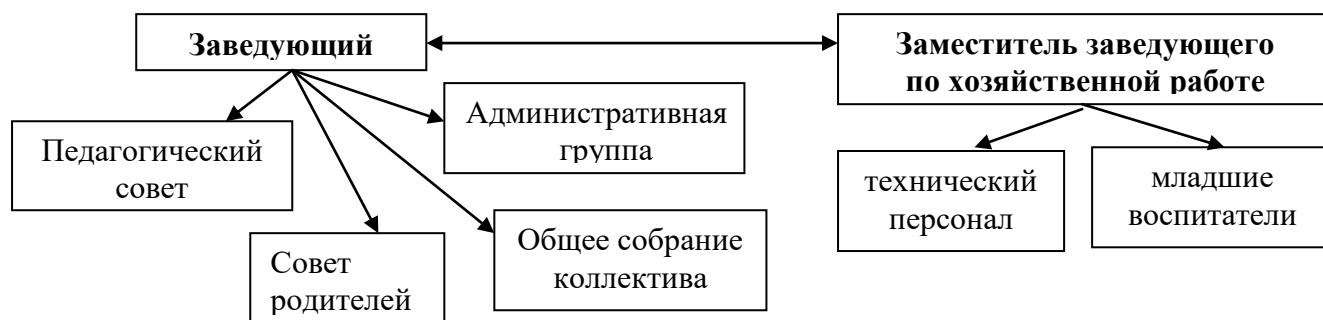 Заведующий
Заместитель заведующего
по хозяйственной работе
Административная
группа
Педагогический
совет
технический
персонал
младшие
воспитатели
Общее собрание
коллектива
Совет
родителей